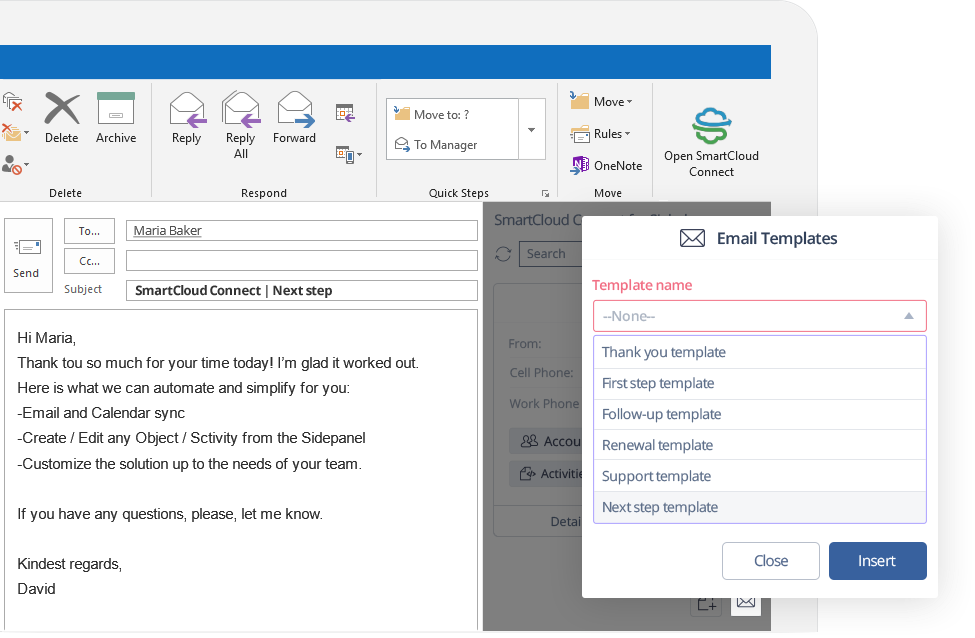 Delete
Archive
Reply
Reply
All
Forward
Move to: ?
To Manager
Move
Rules
OneNote
Open SmartCloud
Connect
Delete
Respond
Quick Steps
Move
Send
To...
Maria Baker
Cc...
Subject
SmartCloud Connect | Next step
Hi Maria,
Thank tou so much for your time today! I'm glad it worked out.
Here is what we can automate and simplify for you:
-Email and Calendar sync
-Create / Edit any Object / Sctivity from the Sidepanel
-Customize the solution up to the needs of your team.
If you have any questions, please, let me know.
Kindest regards,
David
SmartCloud
Search
From:
Cell Phone:
Work Phone
Accou
Activitie
Detai
Email Templates
Template name
--None--
Thank you template
First step template
Follow-up template
Renewal template
Support template
Next step template
Close
Insert